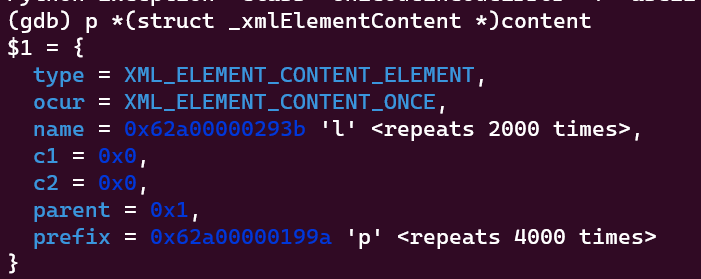 (gdb) p *(struct _xmlElementContent *)content
$1 = {
  type = XML_ELEMENT_CONTENT_ELEMENT,
  ocur = XML_ELEMENT_CONTENT_ONCE,
  name = 0x62a00000293b 'l' <repeats 2000 times>,
  c1 = 0x0,
  c2 = 0x0,
  parent = 0x1,
  prefix = 0x62a00000199a 'p' <repeats 4000 times>
}